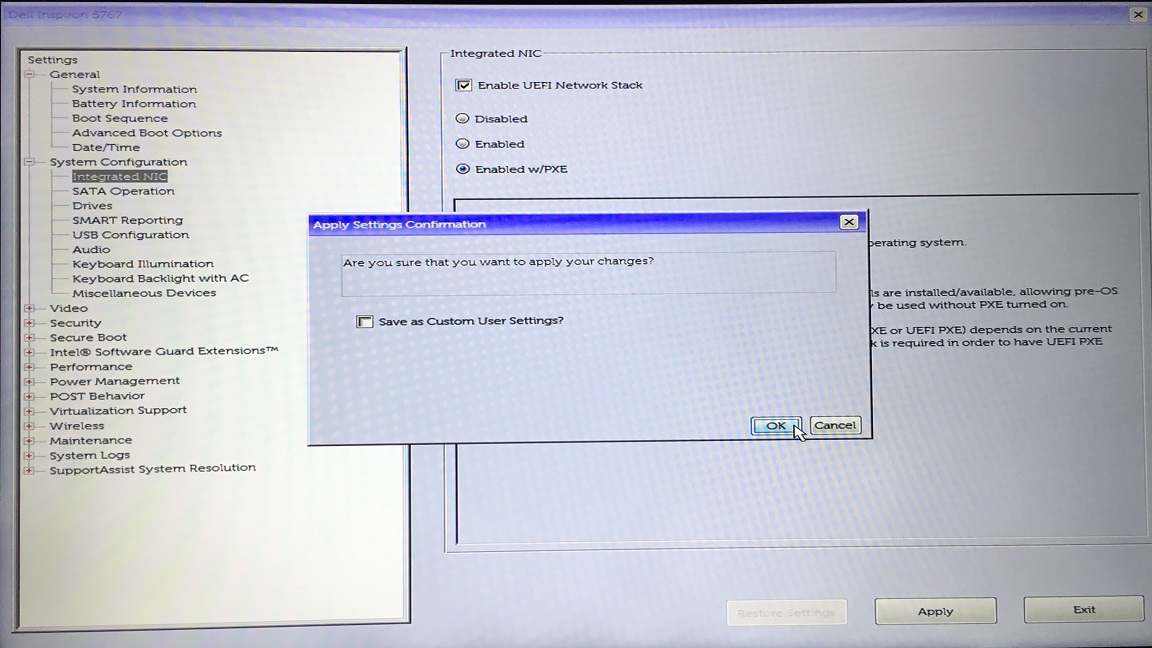 Dell Inspiron 5767
Settings
General
System Information
Battery Information
Boot Sequence
Advanced Boot Options
Date/Time
System Configuration
Integrated NIC
SATA Operation
Drives
SMART Reporting
USB Configuration
Audio
Keyboard Illumination
Keyboard Backlight with AC
Miscellaneous Devices
Video
Security
Secure Boot
Intel® Software Guard Extensions™
Performance
Power Management
POST Behavior
Virtualization Support
Wireless
Maintenance
System Logs
SupportAssist System Resolution
Integrated NIC
Enable UEFI Network Stack
Disabled
Enabled
Enabled w/PXE
perating system.
ls are installed/available, allowing pre-OS
be used without PXE turned on.
XE or UEFI PXE) depends on the current
k is required in order to have UEFI PXE
Apply Settings Confirmation
Are you sure that you want to apply your changes?
Save as Custom User Settings?
OK
Cancel
Restore Settings
Apply
Exit